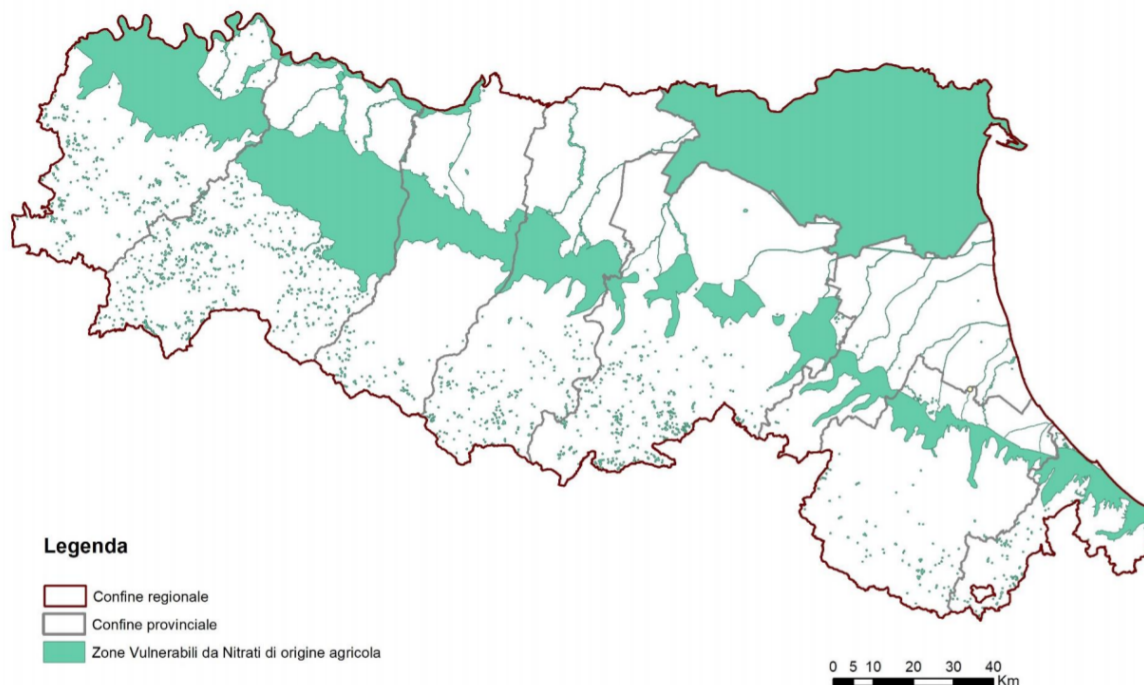 Legenda
Confine regionale
Confine provinciale
Zone Vulnerabili da Nitrati di origine agricola
0 5 10 20 30 40
Km